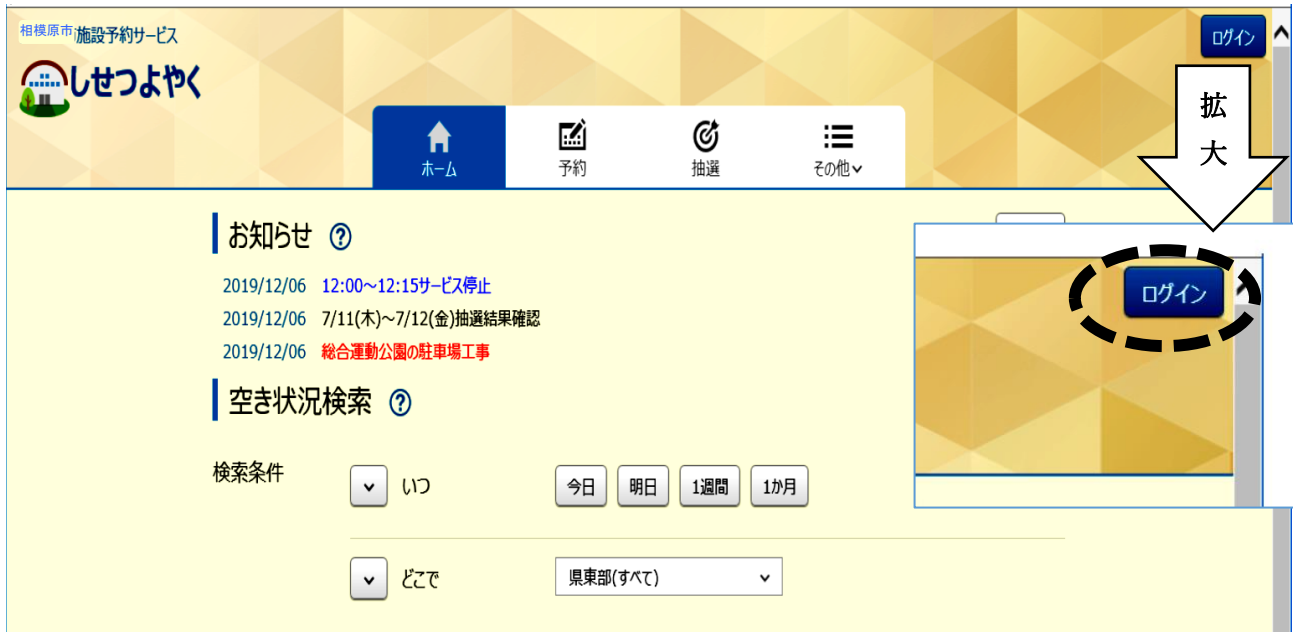 相模原市施設予約サービス
しせつよやく
ログイン
拡大
ホーム
予約
抽選
その他
お知らせ ?
2019/12/06 12:00～12:15サービス停止
2019/12/06 7/11(木)～7/12(金)抽選結果確認
2019/12/06 総合運動公園の駐車場工事
ログイン
空き状況検索 ?
検索条件
いつ 今日 明日 1週間 1か月
どこで 県東部(すべて)